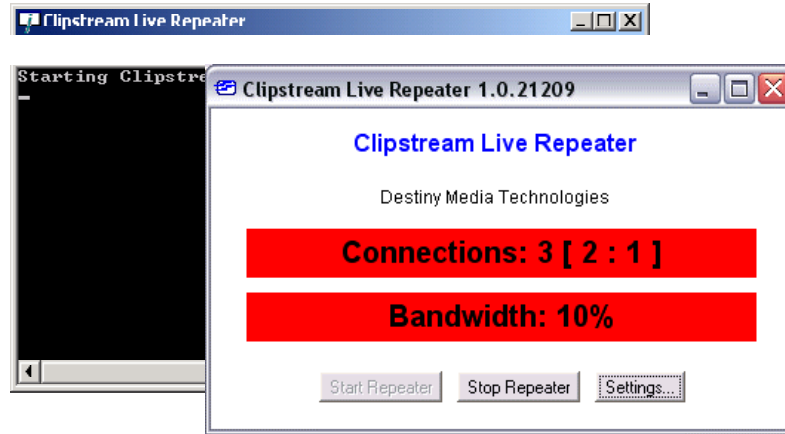 Clipstream Live Repeater
Starting Clipstre
Clipstream Live Repeater 1.0.21209
Clipstream Live Repeater
Destiny Media Technologies
Connections: 3 [ 2 : 1 ]
Bandwidth: 10%
Start Repeater Stop Repeater Settings...